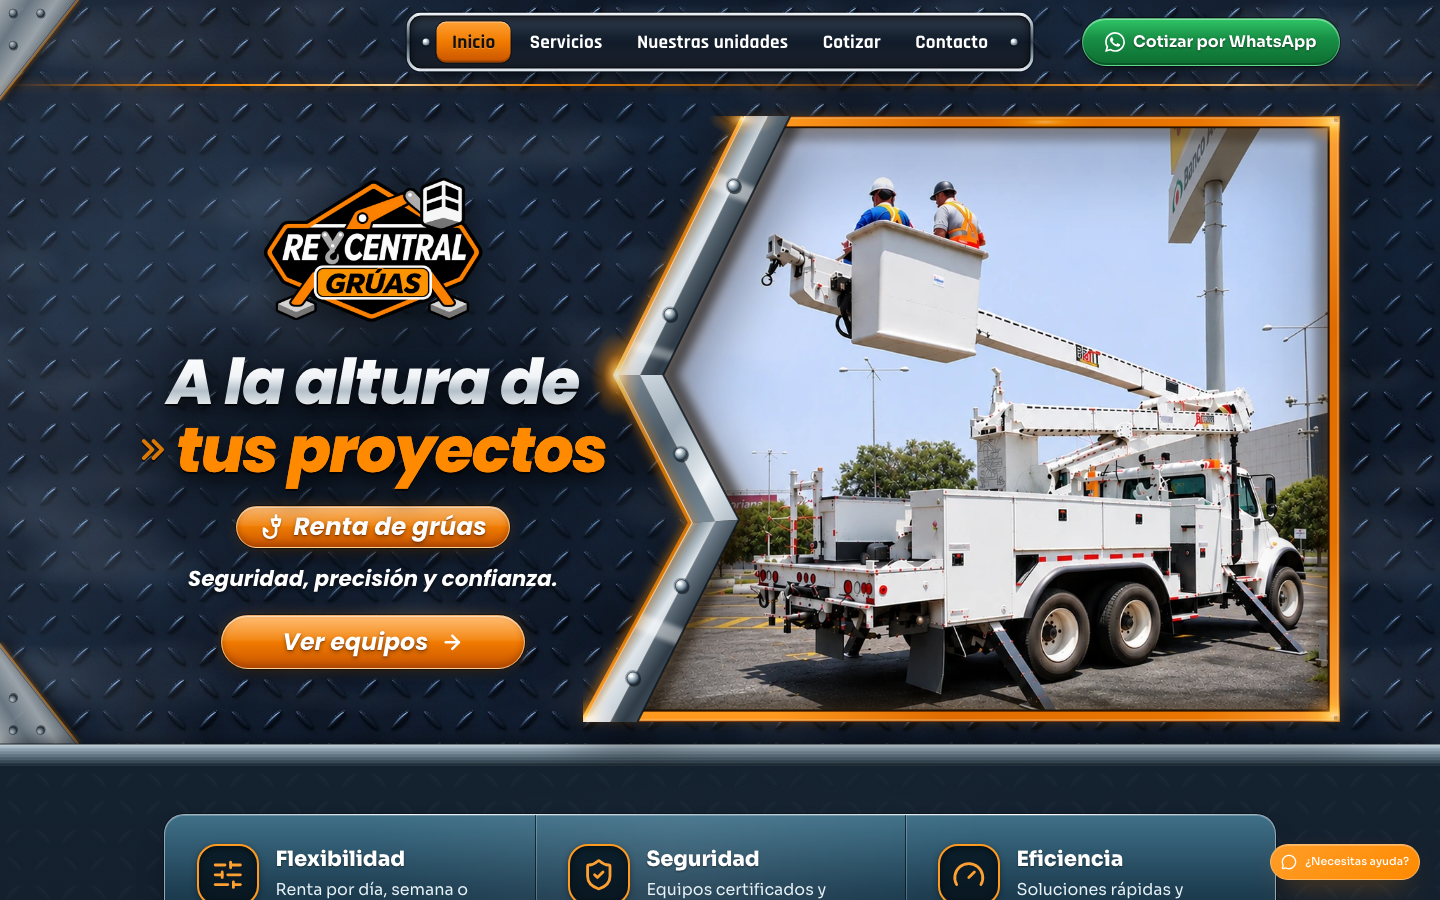 Inicio
Servicios
Nuestras unidades
Cotizar
Contacto
Cotizar por WhatsApp
REY CENTRAL
GRÚAS
A la altura de
» tus proyectos
Renta de grúas
Seguridad, precisión y confianza.
Ver equipos →
Banco A
Flexibilidad
Renta por día, semana o
Seguridad
Equipos certificados y
Eficiencia
Soluciones rápidas y
¿Necesitas ayuda?